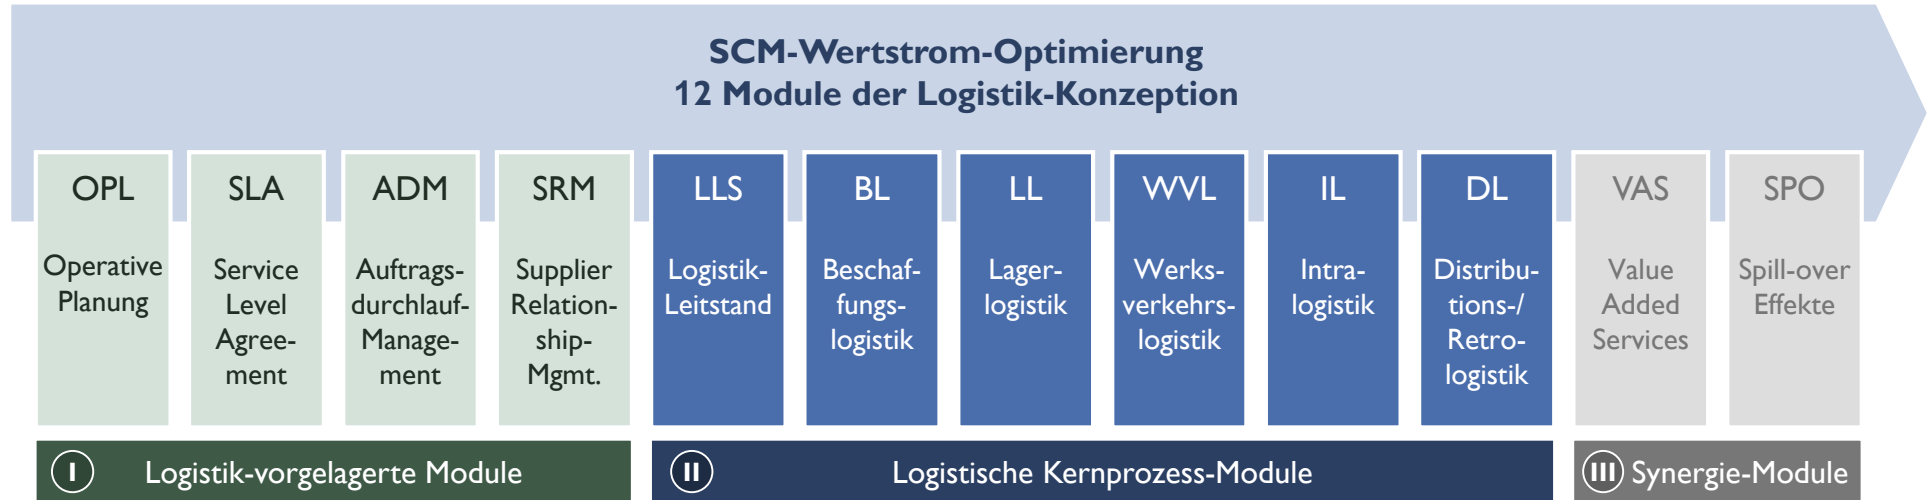 SCM-Wertstrom-Optimierung
12 Module der Logistik-Konzeption
OPL
Operative
Planung
SLA
Service
Level
Agree-
ment
ADM
Auftrags-
durchlauf-
Manage-
ment
SRM
Supplier
Relation-
ship-
Mgmt.
LLS
Logistik-
Leitstand
BL
Beschaf-
fungs-
logistik
LL
Lager-
logistik
WVL
Werks-
verkehrs-
logistik
IL
Intra-
logistik
DL
Distribu-
tions-/
Retro-
logistik
VAS
Value
Added
Services
SPO
Spill-over
Effekte
I Logistik-vorgelagerte Module
II Logistische Kernprozess-Module
III Synergie-Module